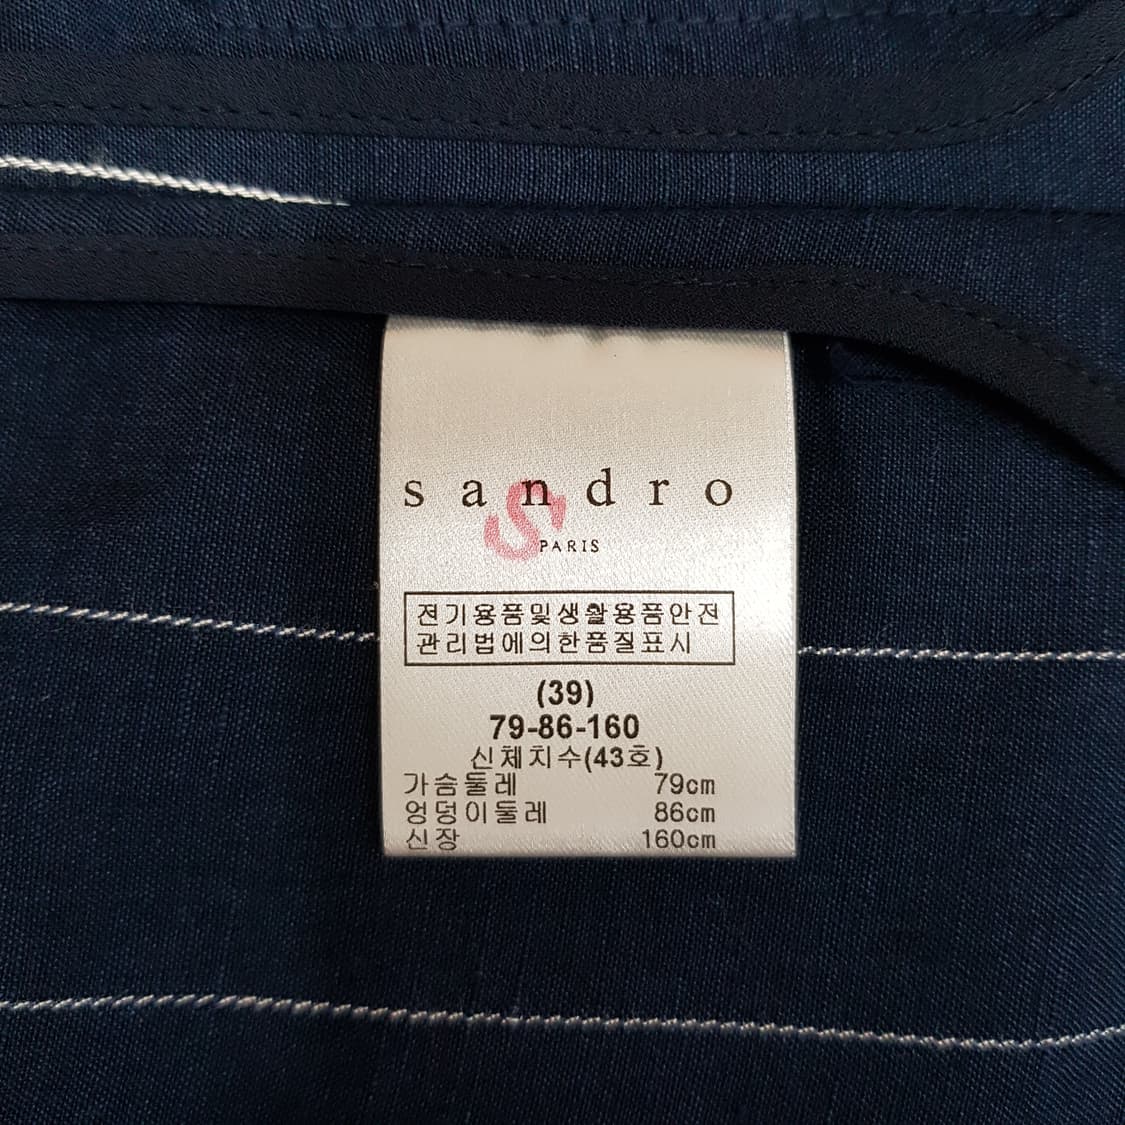 sandro
S
PARIS
전기용품및생활용품안전
관리법에의한품질표시
(39)
79-86-160
신체치수(43호)
가슴둘레 79cm
엉덩이둘레 86cm
신장 160cm